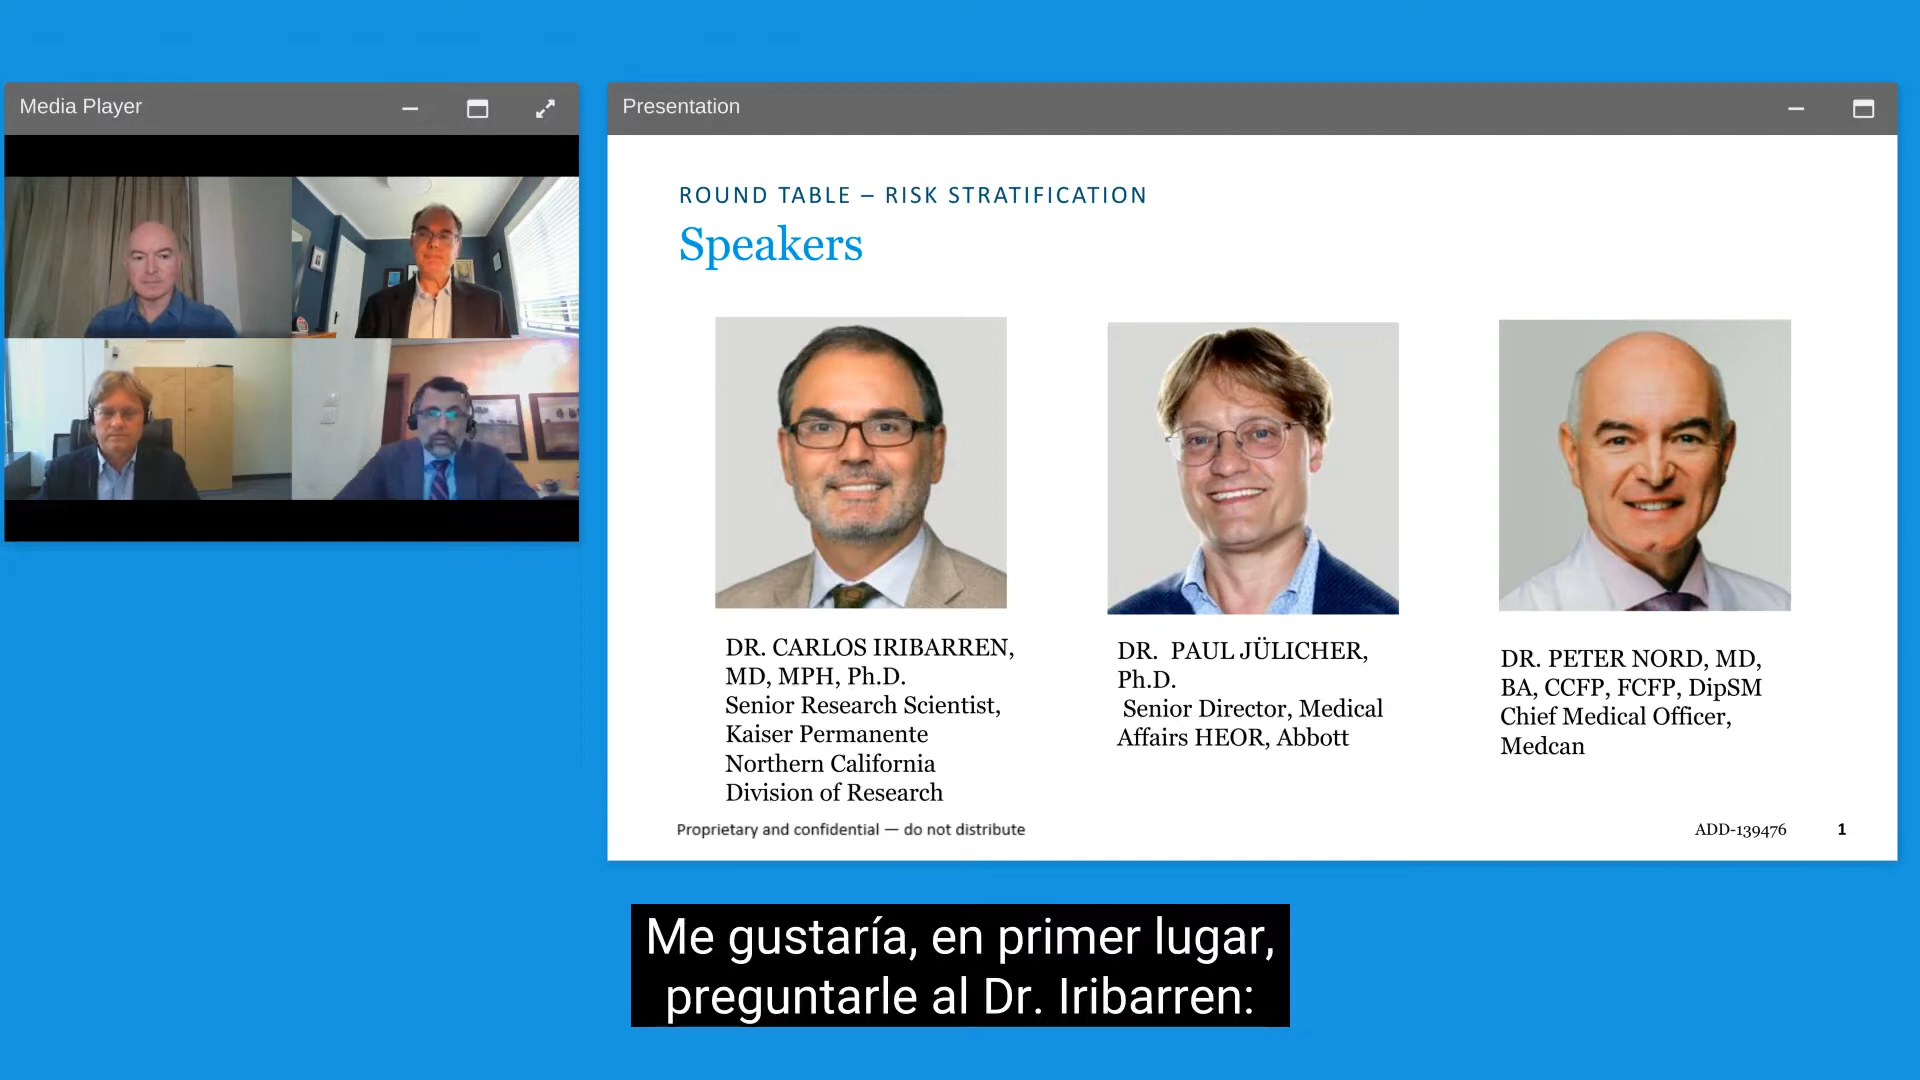 Media Player
Presentation
ROUND TABLE – RISK STRATIFICATION
Speakers
DR. CARLOS IRIBARREN,
MD, MPH, Ph.D.
Senior Research Scientist,
Kaiser Permanente
Northern California
Division of Research
DR. PAUL JÜLICHER,
Ph.D.
Senior Director, Medical
Affairs HEOR, Abbott
DR. PETER NORD, MD,
BA, CCFP, FCFP, DipSM
Chief Medical Officer,
Medcan
Proprietary and confidential — do not distribute
ADD-139476
1
Me gustaría, en primer lugar,
preguntarle al Dr. Iribarren: